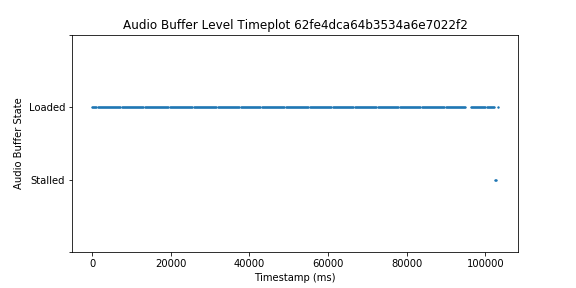 Audio Buffer Level Timeplot 62fe4dca64b3534a6e7022f2
Audio Buffer State
Loaded
Stalled
0 20000 40000 60000 80000 100000
Timestamp (ms)